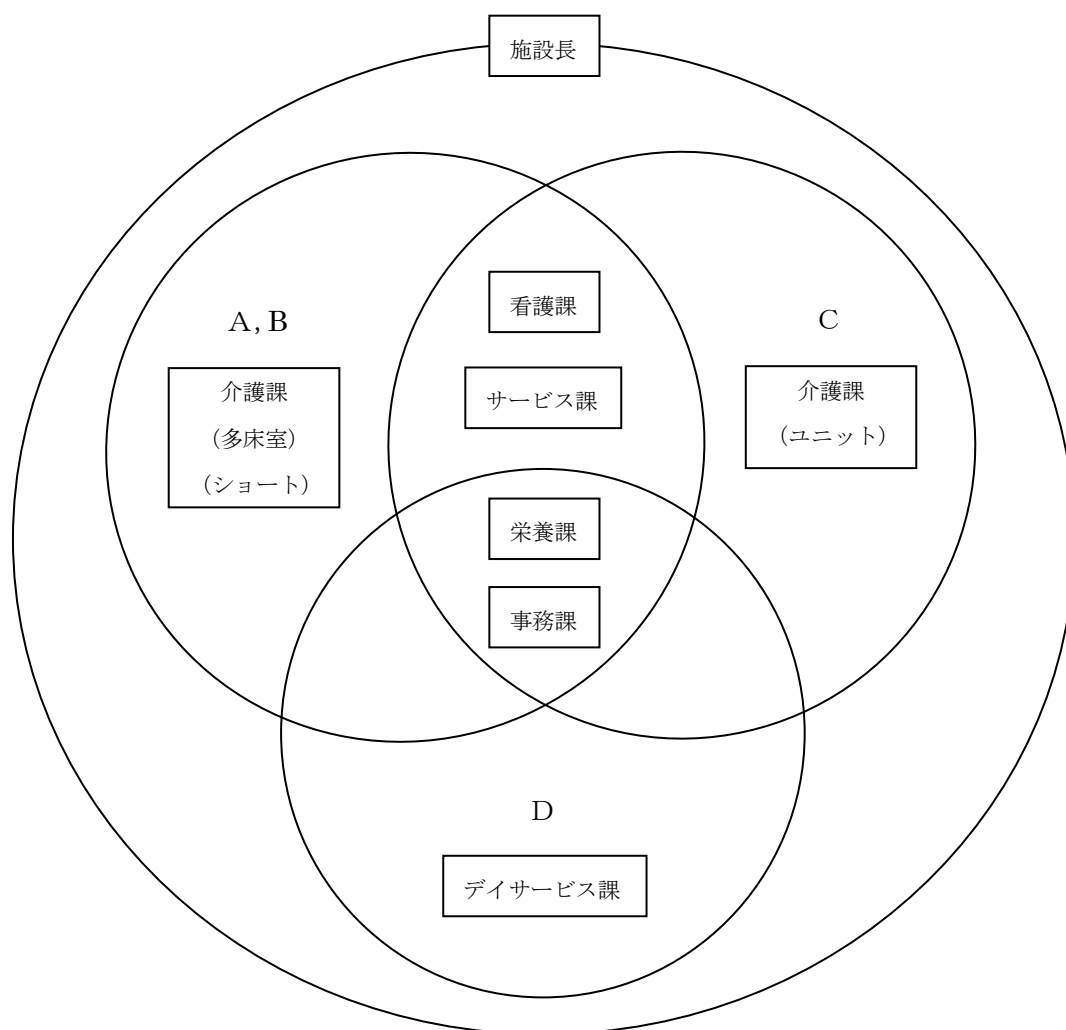 施設長
看護課
A,B
C
サービス課
介護課
(多床室)
(ショート)
介護課
(ユニット)
栄養課
事務課
D
デイサービス課